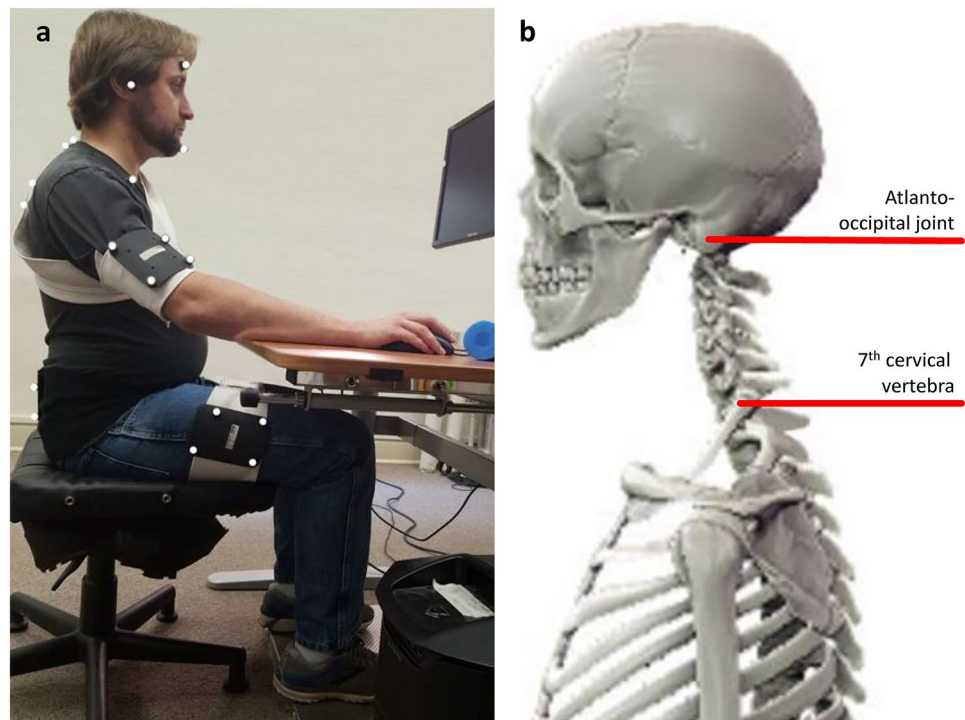 a
b
Atlanto-
occipital joint
7th cervical
vertebra